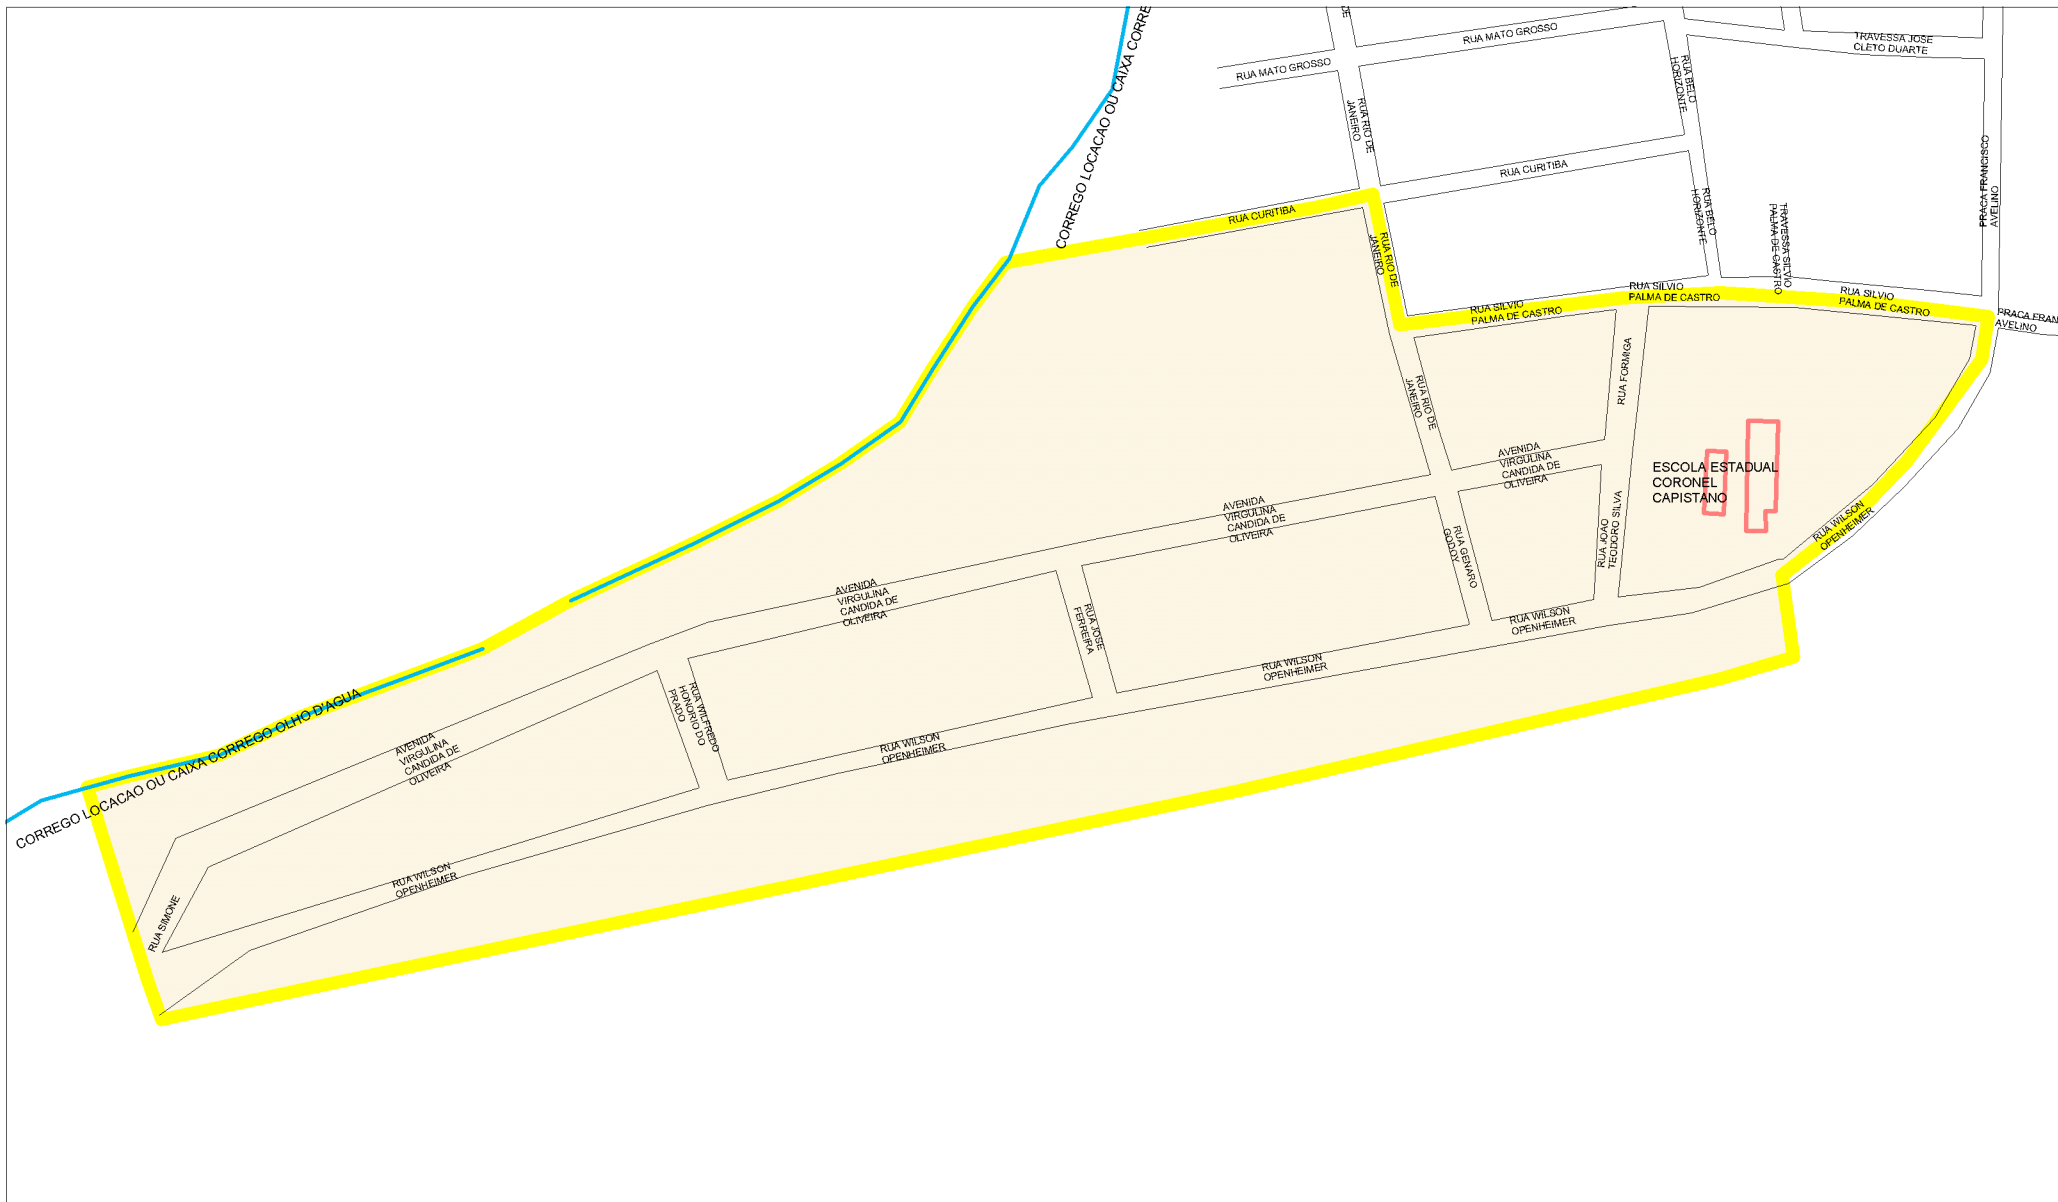 CORREGO LOCACAO OU CAIXA CORRE
RUA MATO GROSSO
RUA MATO GROSSO
TRAVESSA JOSE
CLETO DUARTE
RUA BELO
HORIZONTE
RUA RIO DE
JANEIRO
RUA CURITIBA
PRACA FRANCISCO
AVELINO
RUA BELO
HORIZONTE
TRAVESSA SILVIO
PALMA DE CASTRO
RUA CURITIBA
RUA RIO DE
JANEIRO
RUA SILVIO
PALMA DE CASTRO
RUA SILVIO
PALMA DE CASTRO
RUA SILVIO
PALMA DE CASTRO
PRACA FRAN
AVELINO
RUA FORMIGA
RUA RIO DE
JANEIRO
AVENIDA
VIRGULINA
CANDIDA DE
OLIVEIRA
ESCOLA ESTADUAL
CORONEL
CAPISTANO
RUA WILSON
OPENHEIMER
AVENIDA
VIRGULINA
CANDIDA DE
OLIVEIRA
RUA GENARO
GODOY
RUA JOAO
TEODORO SILVA
AVENIDA
VIRGULINA
CANDIDA DE
OLIVEIRA
RUA JOSE
FERREIRA
RUA WILSON
OPENHEIMER
RUA WILSON
OPENHEIMER
RUA WILFREDO
HONORIO DO
PRADO
RUA WILSON
OPENHEIMER
AVENIDA
VIRGULINA
CANDIDA DE
OLIVEIRA
CORREGO LOCACAO OU CAIXA CORREGO OLHO D'AGUA
RUA WILSON
OPENHEIMER
RUA SIMONE